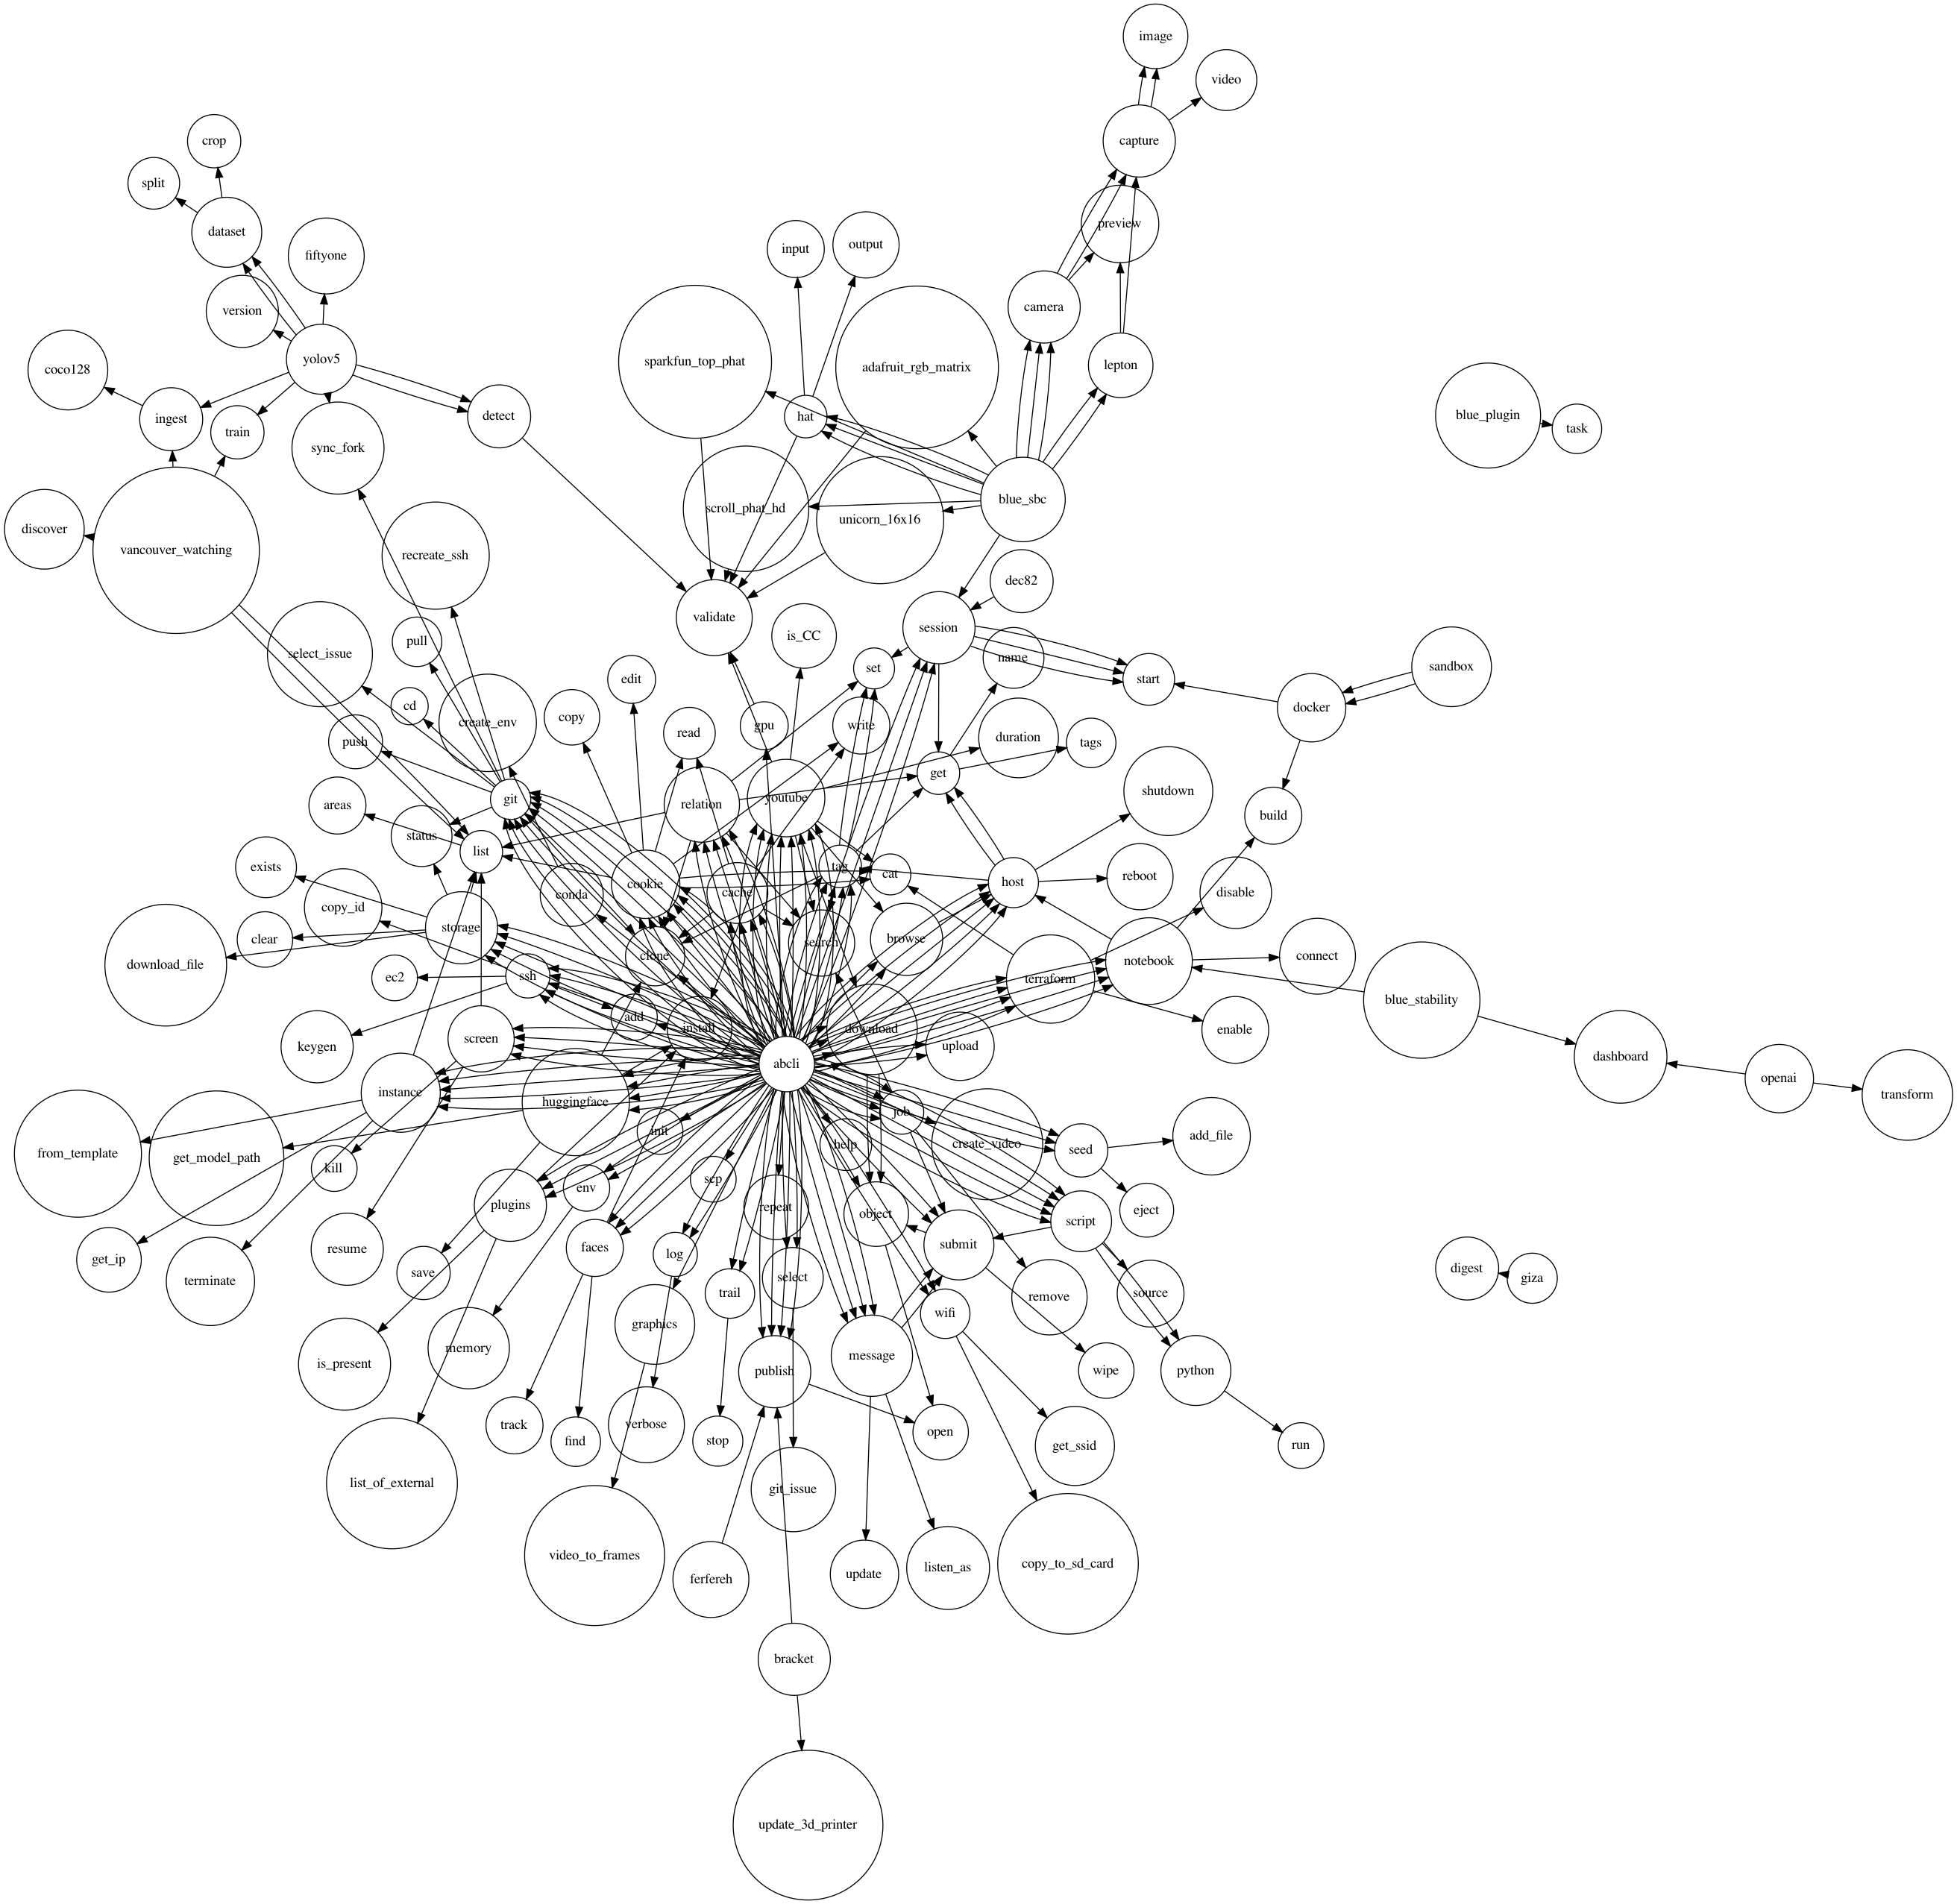 image
video
capture
crop
split
preview
dataset
input
output
fiftyone
camera
version
sparkfun_top_phat
adafruit_rgb_matrix
lepton
yolov5
coco128
hat
blue_plugin
ingest
detect
task
train
sync_fork
blue_sbc
scroll_phat_hd
unicorn_16x16
discover
vancouver_watching
recreate_ssh
dec82
validate
session
is_CC
pull
select_issue
name
set
sandbox
edit
start
cd
docker
copy
create_env
gpu
write
read
push
duration
tags
get
shutdown
git
youtube
relation
areas
build
status
list
exists
tag
cat
reboot
host
cookie
conda
cache
disable
copy_id
storage
clear
search
browse
clone
connect
download_file
notebook
ec2
ssh
terraform
blue_stability
add
install
download
enable
screen
keygen
upload
dashboard
abcli
openai
instance
transform
huggingface
job
init
add_file
help
create_video
seed
from_template
get_model_path
kill
scp
env
plugins
repeat
object
eject
script
submit
faces
resume
log
get_ip
digest
giza
save
select
terminate
trail
source
remove
wifi
graphics
memory
message
is_present
publish
wipe
python
track
verbose
open
find
stop
get_ssid
run
list_of_external
git_issue
video_to_frames
copy_to_sd_card
listen_as
update
ferfereh
bracket
update_3d_printer